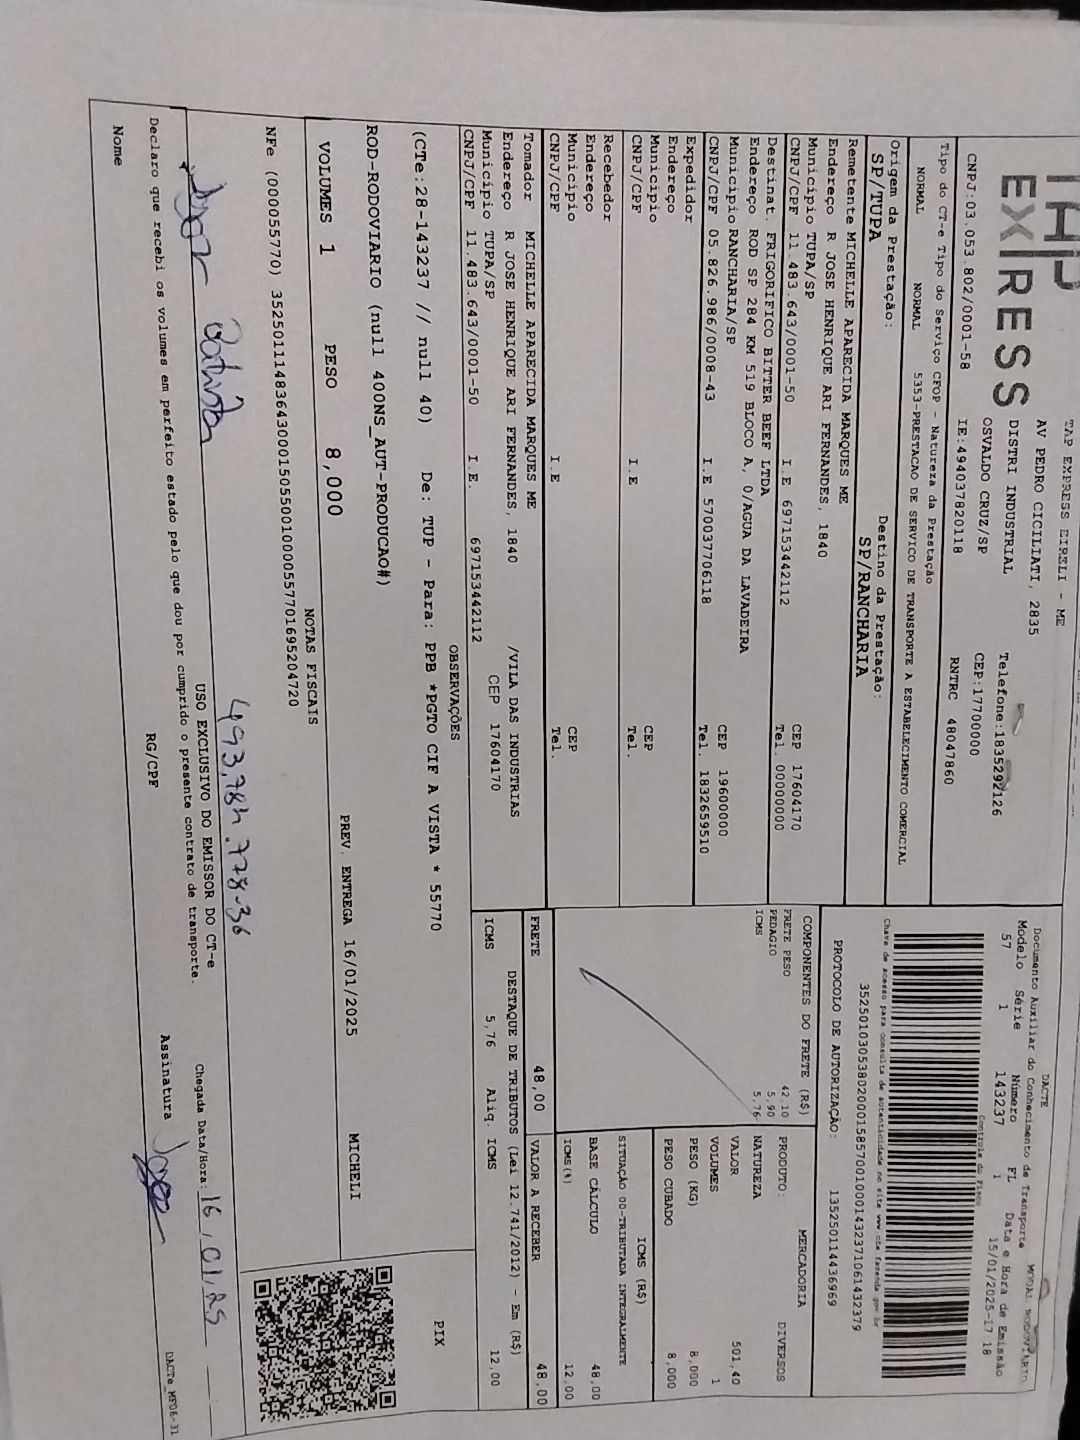 TAP EXPRESS EIRELI - ME
AV PEDRO CICILIATI, 2835
DISTRI INDUSTRIAL
OSVALDO CRUZ/SP
EXPRESS
Telefone:1835292126
CEP:17700000
CNPJ:03.053.802/0001-58 IE:494037820118 RNTRC 48047860
DACTE
Documento Auxiliar do Conhecimento de Transporte MODAL RODOVIARIO
Modelo Série Número FL Data e Hora de Emissão
57 1 143237 1 15/01/2025-17 18
Controle do Fisco
Chave de acesso para consulta de autenticidade no site www.cte fazenda gov.br
35250103053802000158570010001432371061432379
PROTOCOLO DE AUTORIZAÇÃO: 135250114436969
Tipo do CT-e Tipo do Serviço CFOP - Natureza da Prestação
NORMAL NORMAL 5353-PRESTACAO DE SERVICO DE TRANSPORTE A ESTABELECIMENTO COMERCIAL
Origem da Prestação: Destino da Prestação:
SP/TUPA SP/RANCHARIA
Remetente MICHELLE APARECIDA MARQUES ME
Endereço R JOSE HENRIQUE ARI FERNANDES, 1840
Município TUPA/SP CEP 17604170
CNPJ/CPF 11.483.643/0001-50 I.E 697153442112 Tel. 00000000
Destinat. FRIGORIFICO BITTER BEEF LTDA
Endereço ROD SP 284 KM 519 BLOCO A, 0/AGUA DA LAVADEIRA
Município RANCHARIA/SP CEP 19600000
CNPJ/CPF 05.826.986/0008-43 I.E 570037706118 Tel. 1832659510
Expedidor
Endereço
Município CEP
CNPJ/CPF I.E Tel.
Recebedor
Endereço
Município CEP
CNPJ/CPF I.E Tel.
Tomador MICHELLE APARECIDA MARQUES ME
Endereço R JOSE HENRIQUE ARI FERNANDES, 1840 /VILA DAS INDUSTRIAS
Município TUPA/SP CEP 17604170
CNPJ/CPF 11.483.643/0001-50 I.E. 697153442112
COMPONENTES DO FRETE (R$)
FRETE PESO 42,10
PEDAGIO 5,90
ICMS 5,76
MERCADORIA
PRODUTO: DIVERSOS
NATUREZA
VALOR 501,40
VOLUMES 1
PESO (KG) 8,000
PESO CUBADO 8,000
ICMS (R$)
SITUAÇÃO 00-TRIBUTADA INTEGRALMENTE
BASE CÁLCULO 48,00
ICMS(%) 12,00
FRETE 48,00 VALOR A RECEBER 48,00
DESTAQUE DE TRIBUTOS (Lei 12.741/2012) - Em (R$)
ICMS 5,76 Aliq. ICMS 12,00
OBSERVAÇÕES
(CTe:28-143237 // null 40) De: TUP - Para: PPB *PGTO CIF A VISTA * 55770
ROD-RODOVIARIO (null 400NS_AUT-PRODUCAO#)
PIX
VOLUMES 1 PESO 8,000 PREV. ENTREGA 16/01/2025 MICHELI
NOTAS FISCAIS
NFe (000055770) 35250111483643000150550010000557701695204720
493.784.778-36
USO EXCLUSIVO DO EMISSOR DO CT-e
Chegada Data/Hora: 16/01/25
Declaro que recebi os volumes em perfeito estado pelo que dou por cumprido o presente contrato de transporte.
Nome RG/CPF Assinatura
DACTe_MF06-31